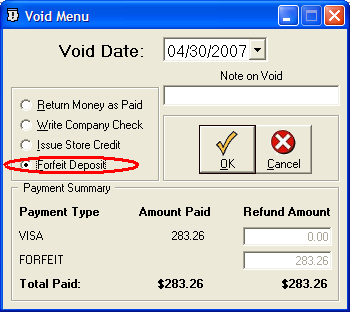 Void Menu
Void Date: 04/30/2007
Note on Void
Return Money as Paid
Write Company Check
Issue Store Credit
Forfeit Deposit
OK Cancel
Payment Summary
Payment Type Amount Paid Refund Amount
VISA 283.26 0.00
FORFEIT 283.26
Total Paid: $283.26 $283.26